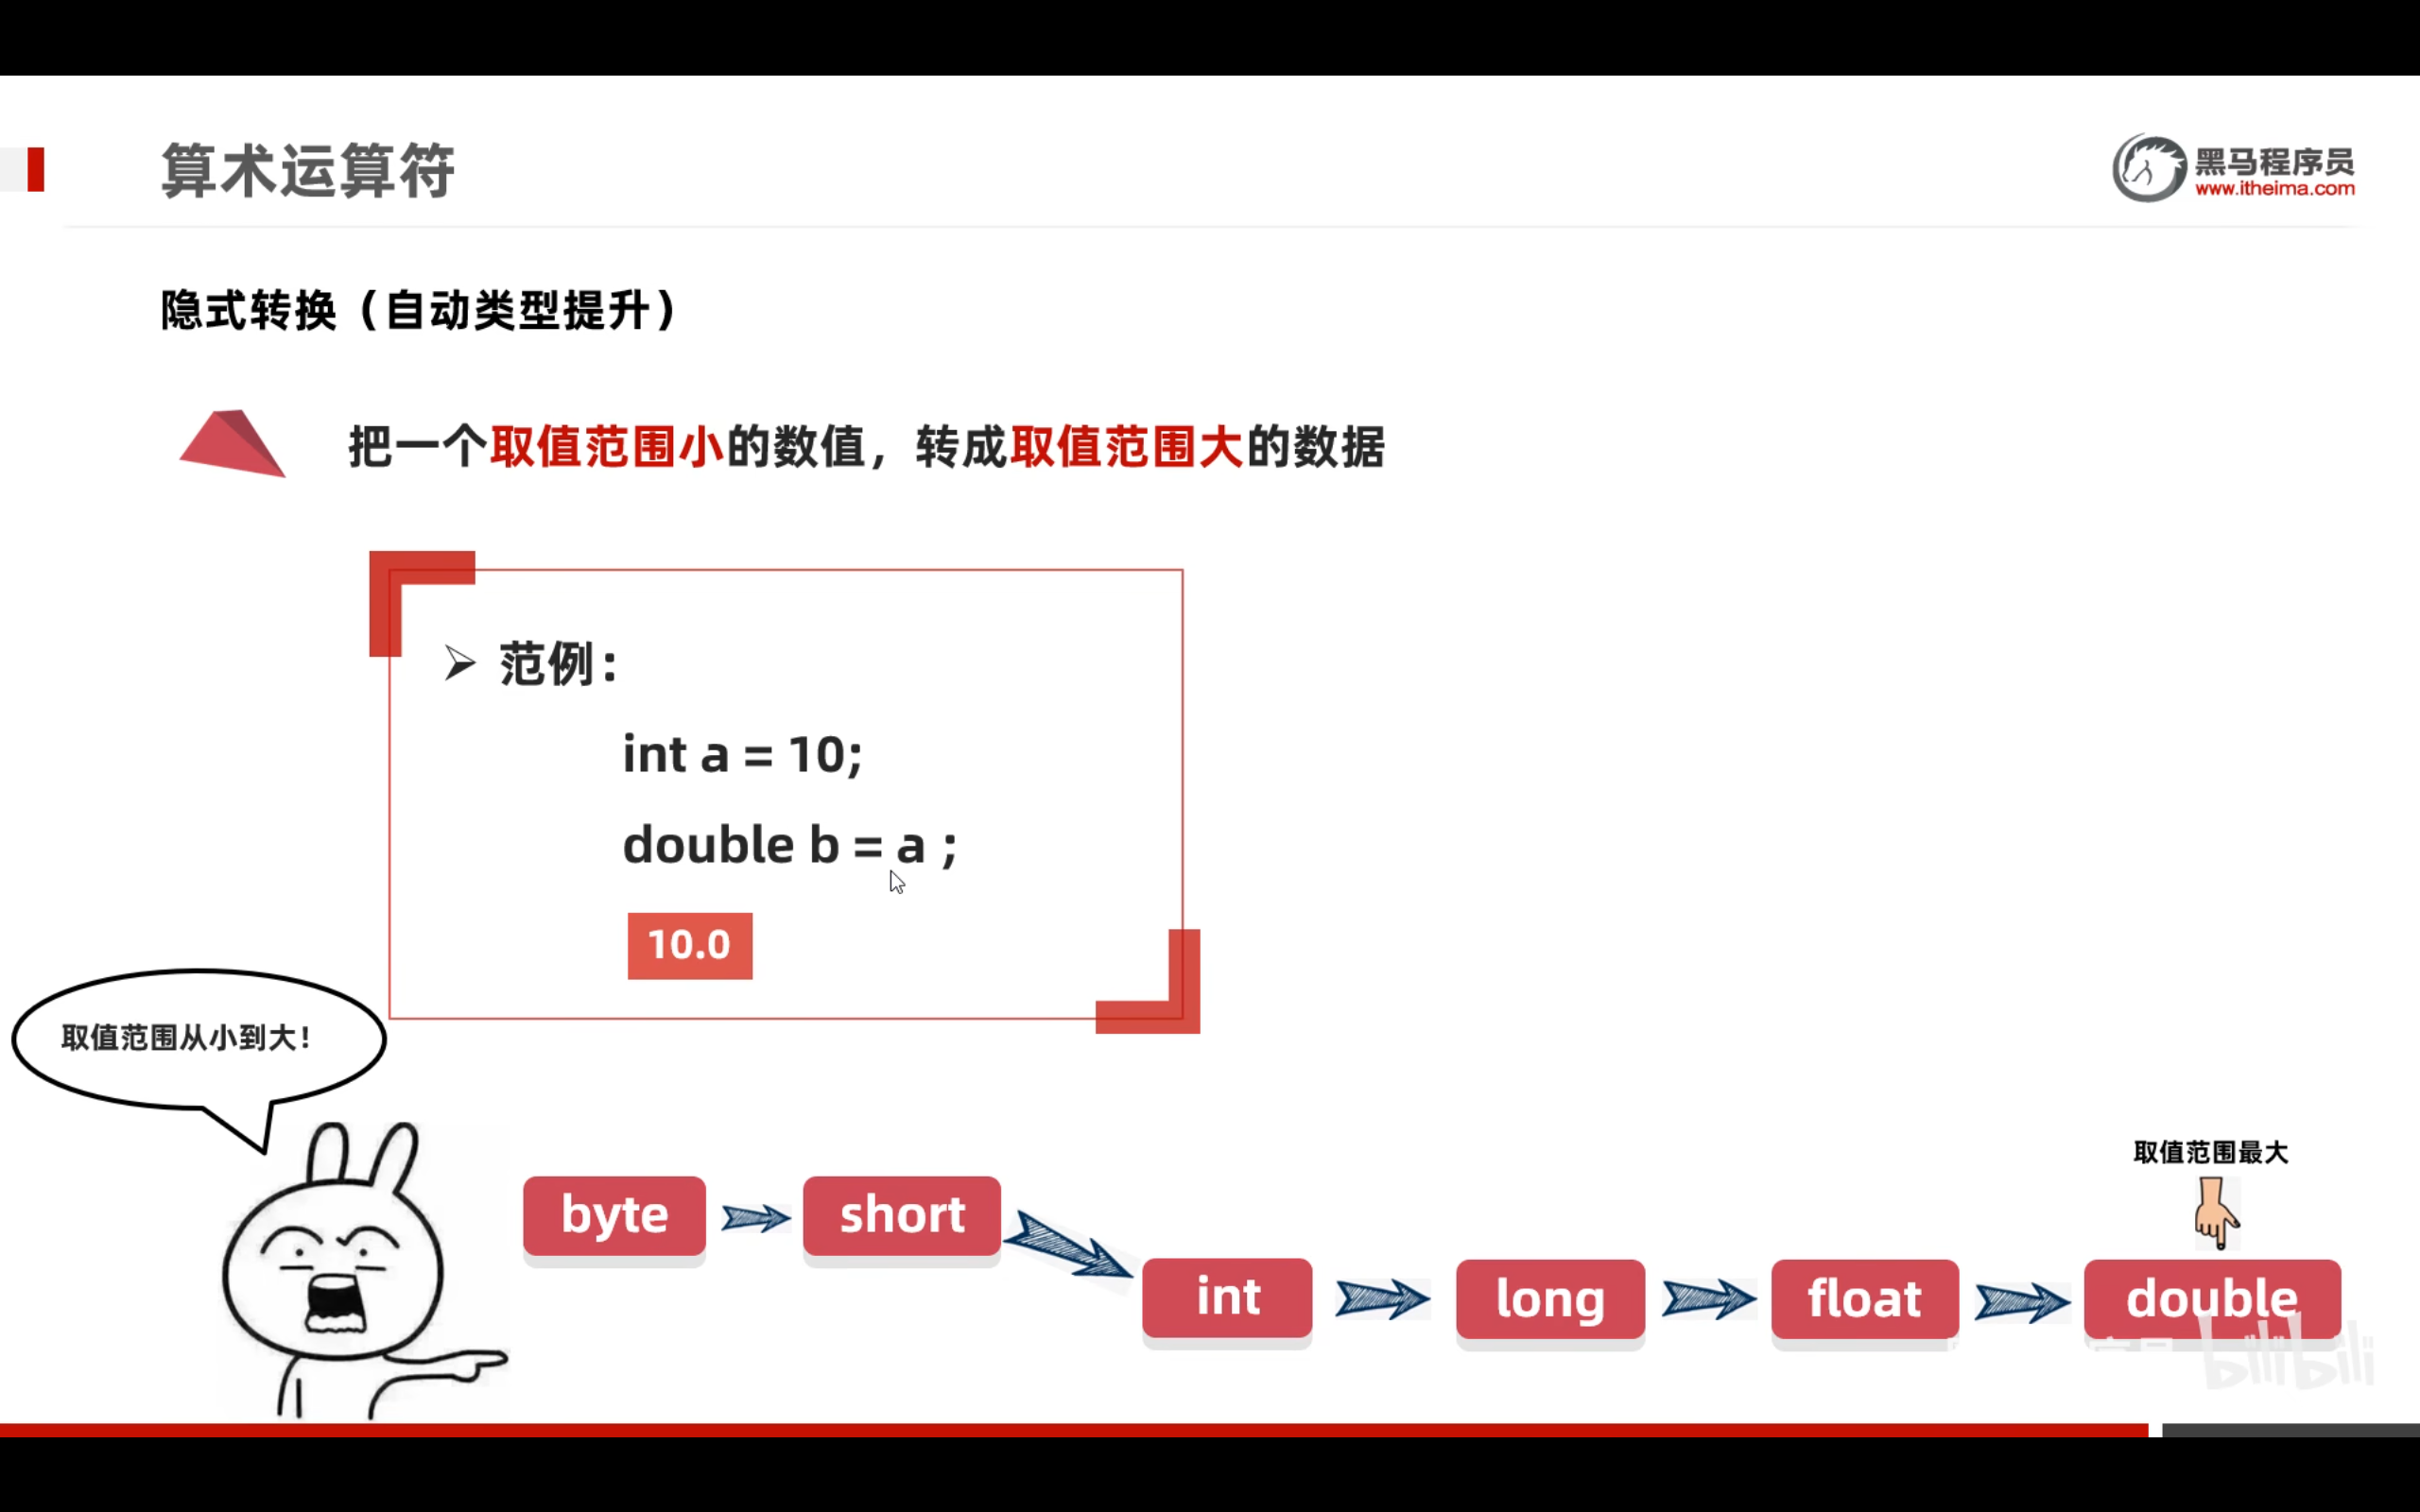 算术运算符
黑马程序员
www.itheima.com
隐式转换（自动类型提升）
把一个取值范围小的数值，转成取值范围大的数据
➢ 范例：
int a = 10;
double b = a ;
10.0
取值范围从小到大！
取值范围最大
byte
short
int
long
float
double
bilibili